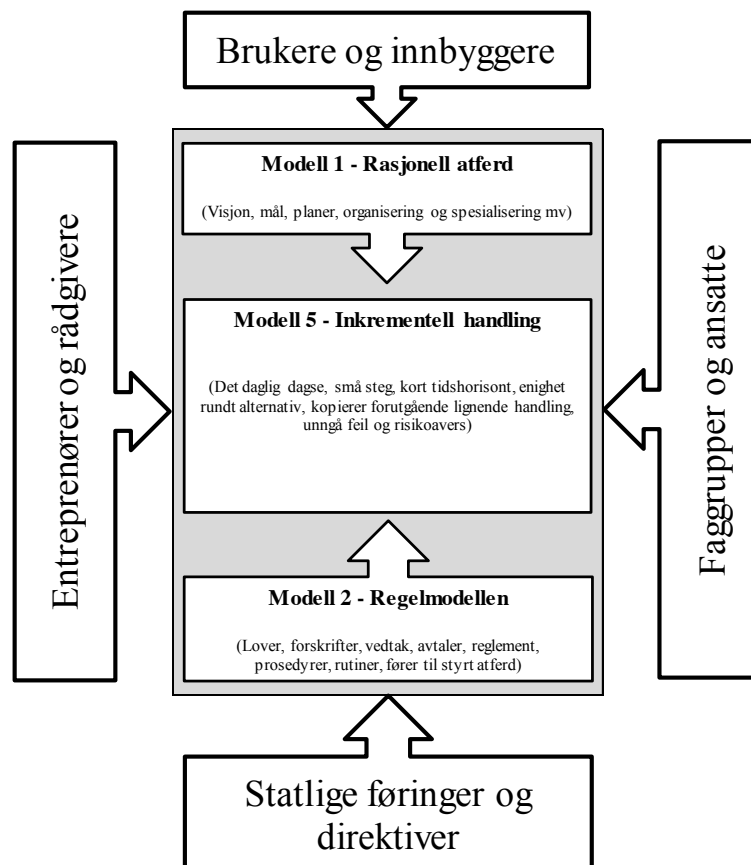 Brukere og innbyggere
Entreprenører og rådgivere
Modell 1 - Rasjonell atferd
(Visjon, mål, planer, organisering og spesialisering mv)
Modell 5 - Inkrementell handling
(Det daglig dagse, små steg, kort tidshorisont, enighet
rundt alternativ, kopierer forutgående lignende handling,
unngå feil og risikoavers)
Modell 2 - Regelmodellen
(Lover, forskrifter, vedtak, avtaler, reglement,
prosedyrer, rutiner, fører til styrt atferd)
Faggrupper og ansatte
Statlige føringer og
direktiver